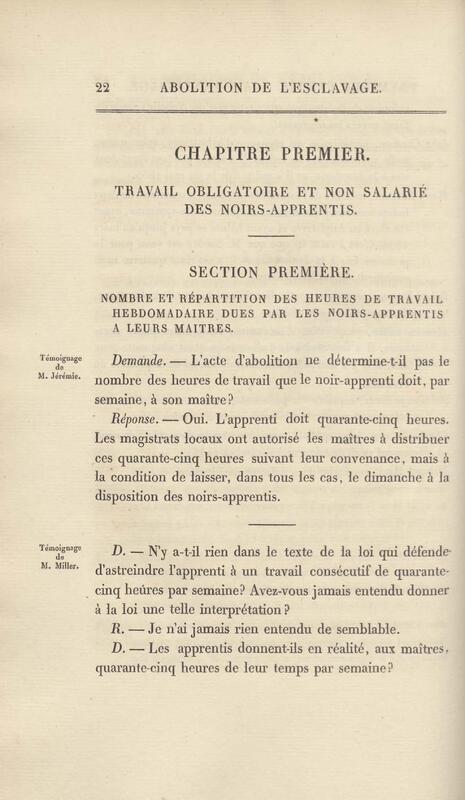 22 ABOLITION DE L'ESCLAVAGE.
CHAPITRE PREMIER.
TRAVAIL OBLIGATOIRE ET NON SALARIÉ
DES NOIRS-APPRENTIS.
SECTION PREMIÈRE.
NOMBRE ET RÉPARTITION DES HEURES DE TRAVAIL
HEBDOMADAIRE DUES PAR LES NOIRS-APPRENTIS
A LEURS MAITRES.
Témoignage
de
M. Jérémie.
Demande. — L'acte d'abolition ne détermine-t-il pas le
nombre des heures de travail que le noir-apprenti doit, par
semaine, à son maître?
Réponse. — Oui. L'apprenti doit quarante-cinq heures.
Les magistrats locaux ont autorisé les maîtres à distribuer
ces quarante-cinq heures suivant leur convenance, mais à
la condition de laisser, dans tous les cas, le dimanche à la
disposition des noirs-apprentis.
Témoignage
de
M. Miller.
D. — N'y a-t-il rien dans le texte de la loi qui défende
d'astreindre l'apprenti à un travail consécutif de quarante-
cinq heures par semaine? Avez-vous jamais entendu donner
à la loi une telle interprétation?
R. — Je n'ai jamais rien entendu de semblable.
D. — Les apprentis donnent-ils en réalité, aux maîtres,
quarante-cinq heures de leur temps par semaine?